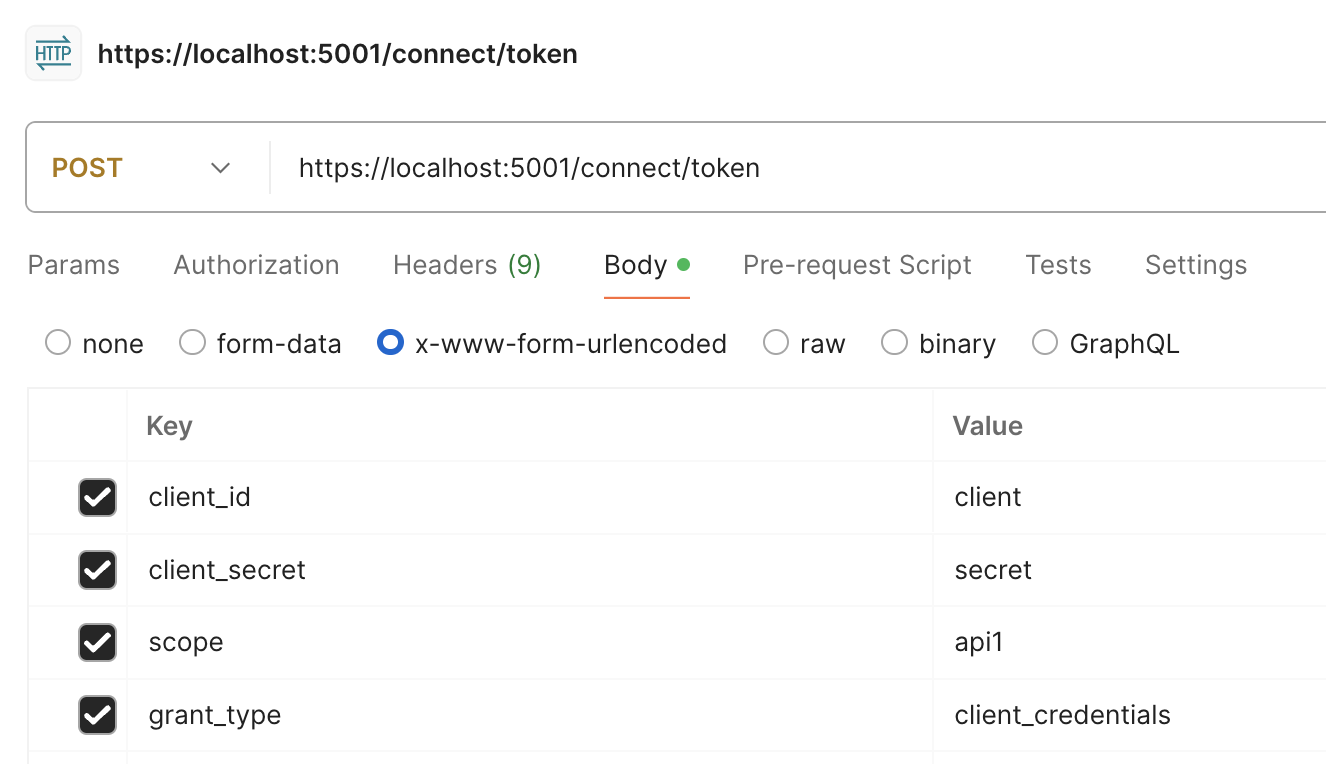 HTTP https://localhost:5001/connect/token
POST https://localhost:5001/connect/token
Params Authorization Headers (9) Body Pre-request Script Tests Settings
none form-data x-www-form-urlencoded raw binary GraphQL
Key Value
client_id client
client_secret secret
scope api1
grant_type client_credentials